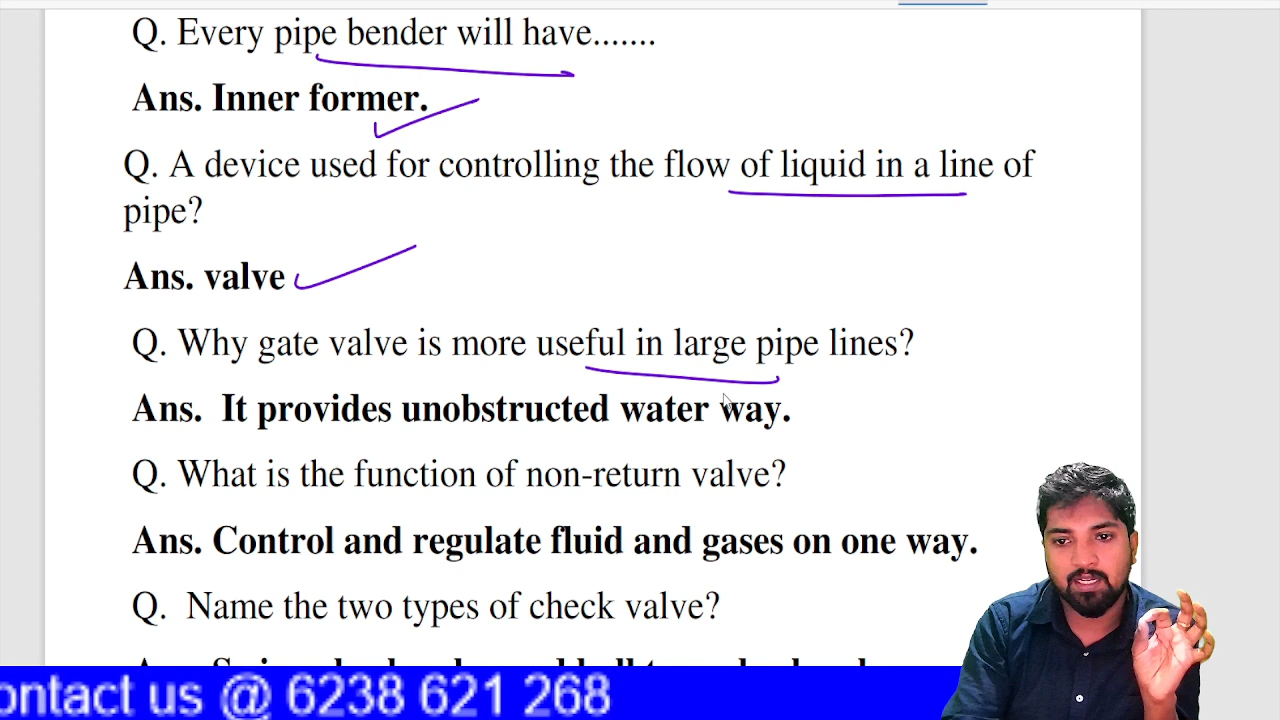 Q. Every pipe bender will have.......
Ans. Inner former.
Q. A device used for controlling the flow of liquid in a line of
pipe?
Ans. valve
Q. Why gate valve is more useful in large pipe lines?
Ans. It provides unobstructed water way.
Q. What is the function of non-return valve?
Ans. Control and regulate fluid and gases on one way.
Q. Name the two types of check valve?
ontact us @ 6238 621 268